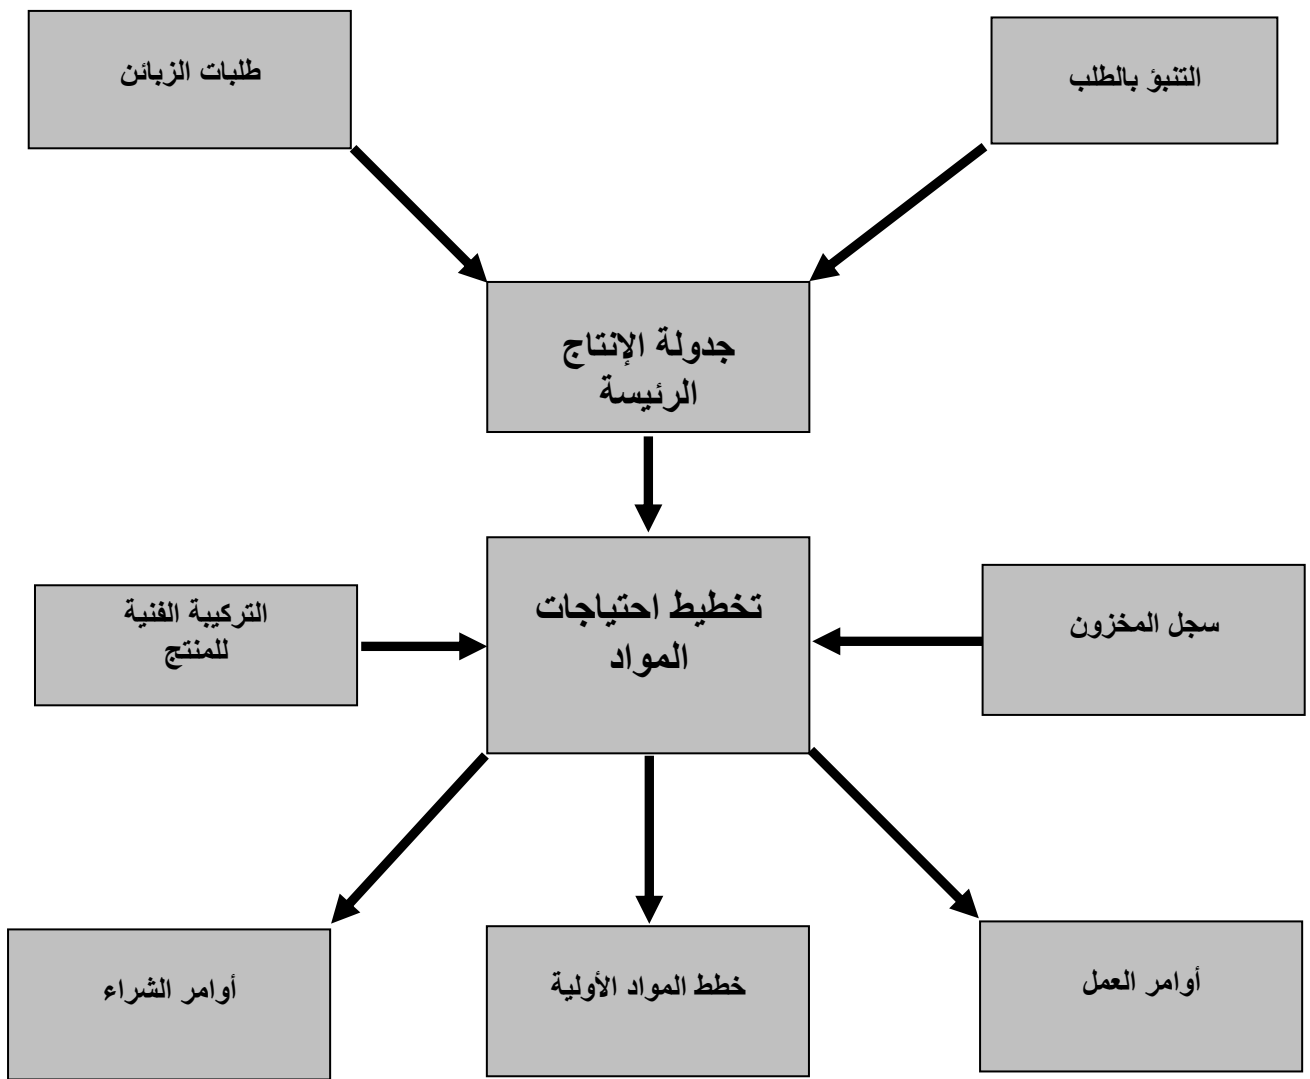 التنبؤ بالطلب
طلبات الزبائن
جدولة الإنتاج
الرئيسة
سجل المخزون
تخطيط احتياجات
المواد
التركيبة الفنية
للمنتج
أوامر العمل
خطط المواد الأولية
أوامر الشراء